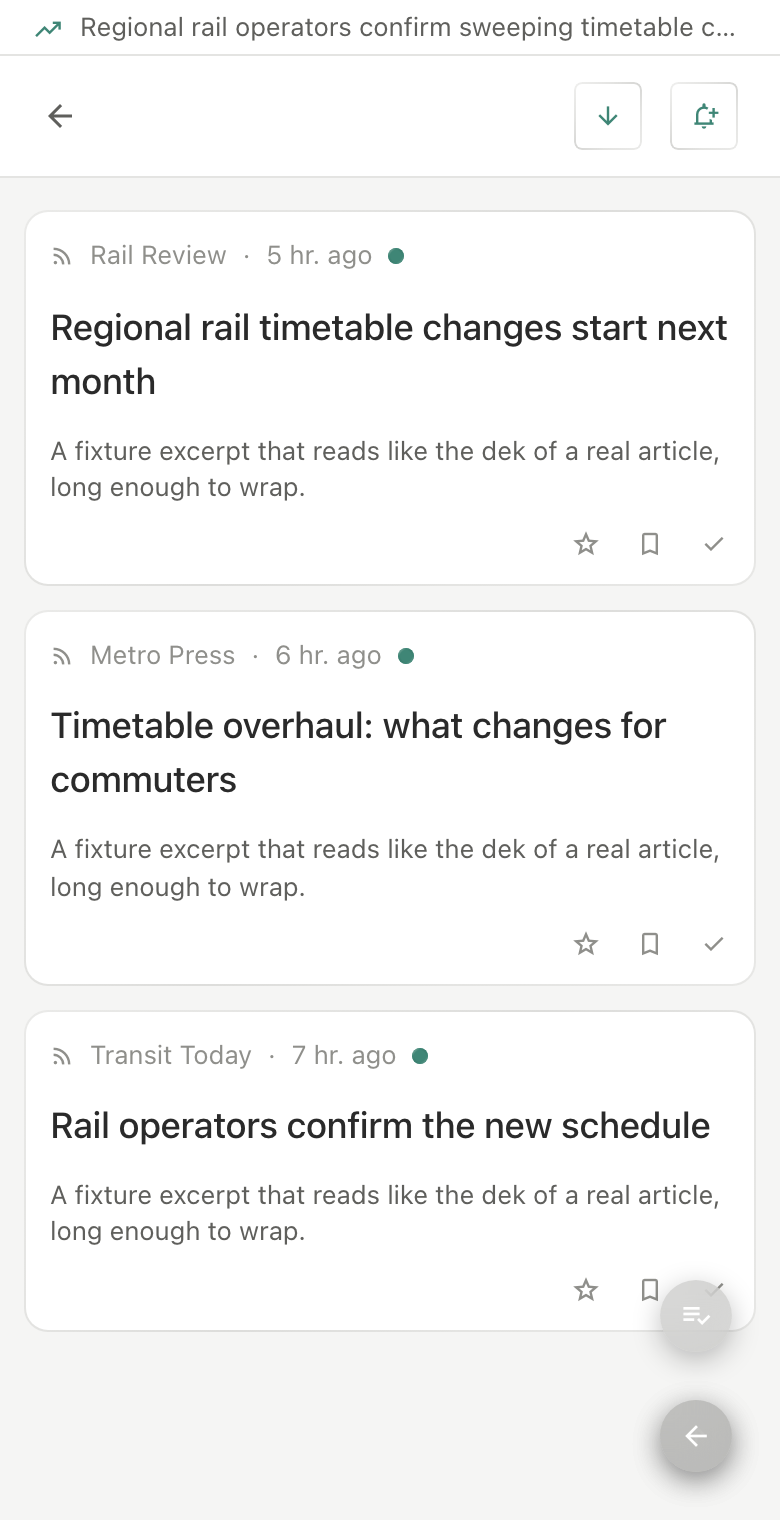 Regional rail operators confirm sweeping timetable c...
Rail Review · 5 hr. ago
Regional rail timetable changes start next
month
A fixture excerpt that reads like the dek of a real article,
long enough to wrap.
Metro Press · 6 hr. ago
Timetable overhaul: what changes for
commuters
A fixture excerpt that reads like the dek of a real article,
long enough to wrap.
Transit Today · 7 hr. ago
Rail operators confirm the new schedule
A fixture excerpt that reads like the dek of a real article,
long enough to wrap.